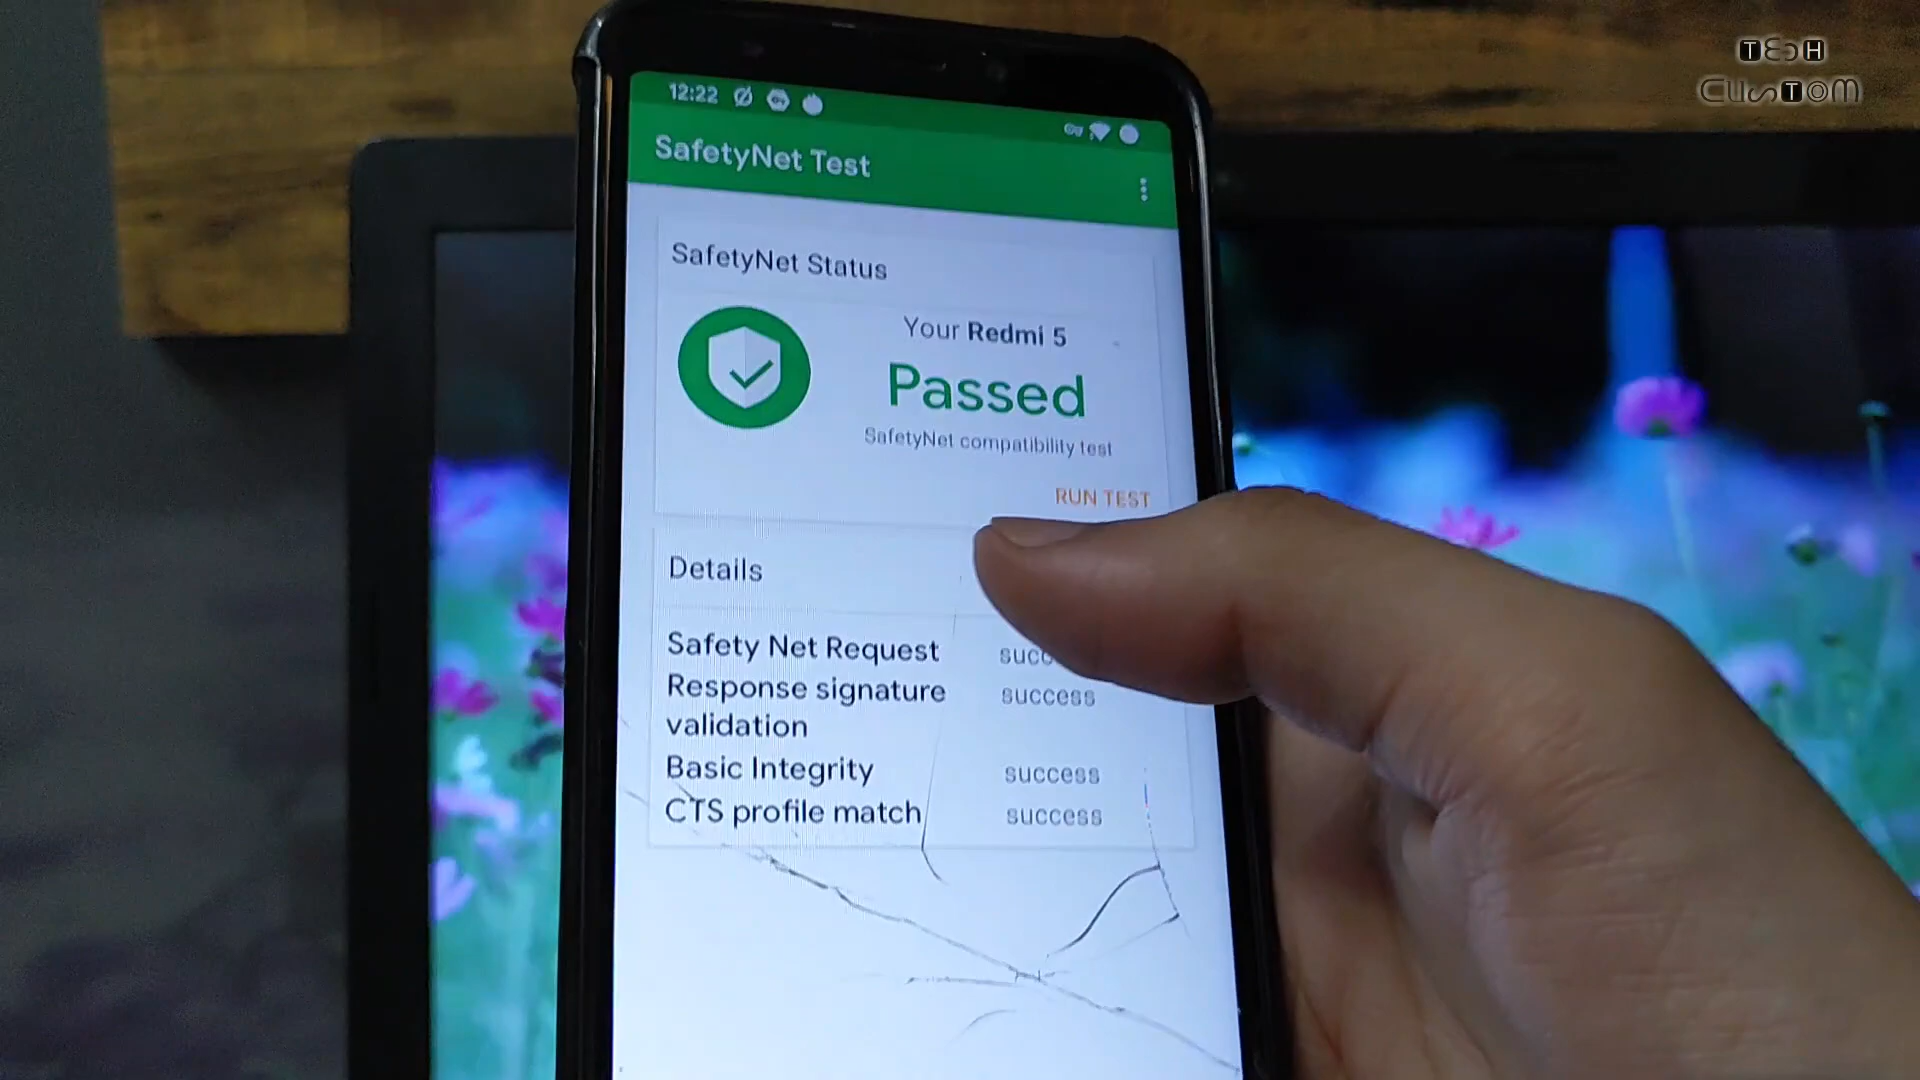 TECH
CUSTOM
12:22
SafetyNet Test
SafetyNet Status
Your Redmi 5
Passed
SafetyNet compatibility test
RUN TEST
Details
Safety Net Request succ
Response signature success
validation
Basic Integrity success
CTS profile match success